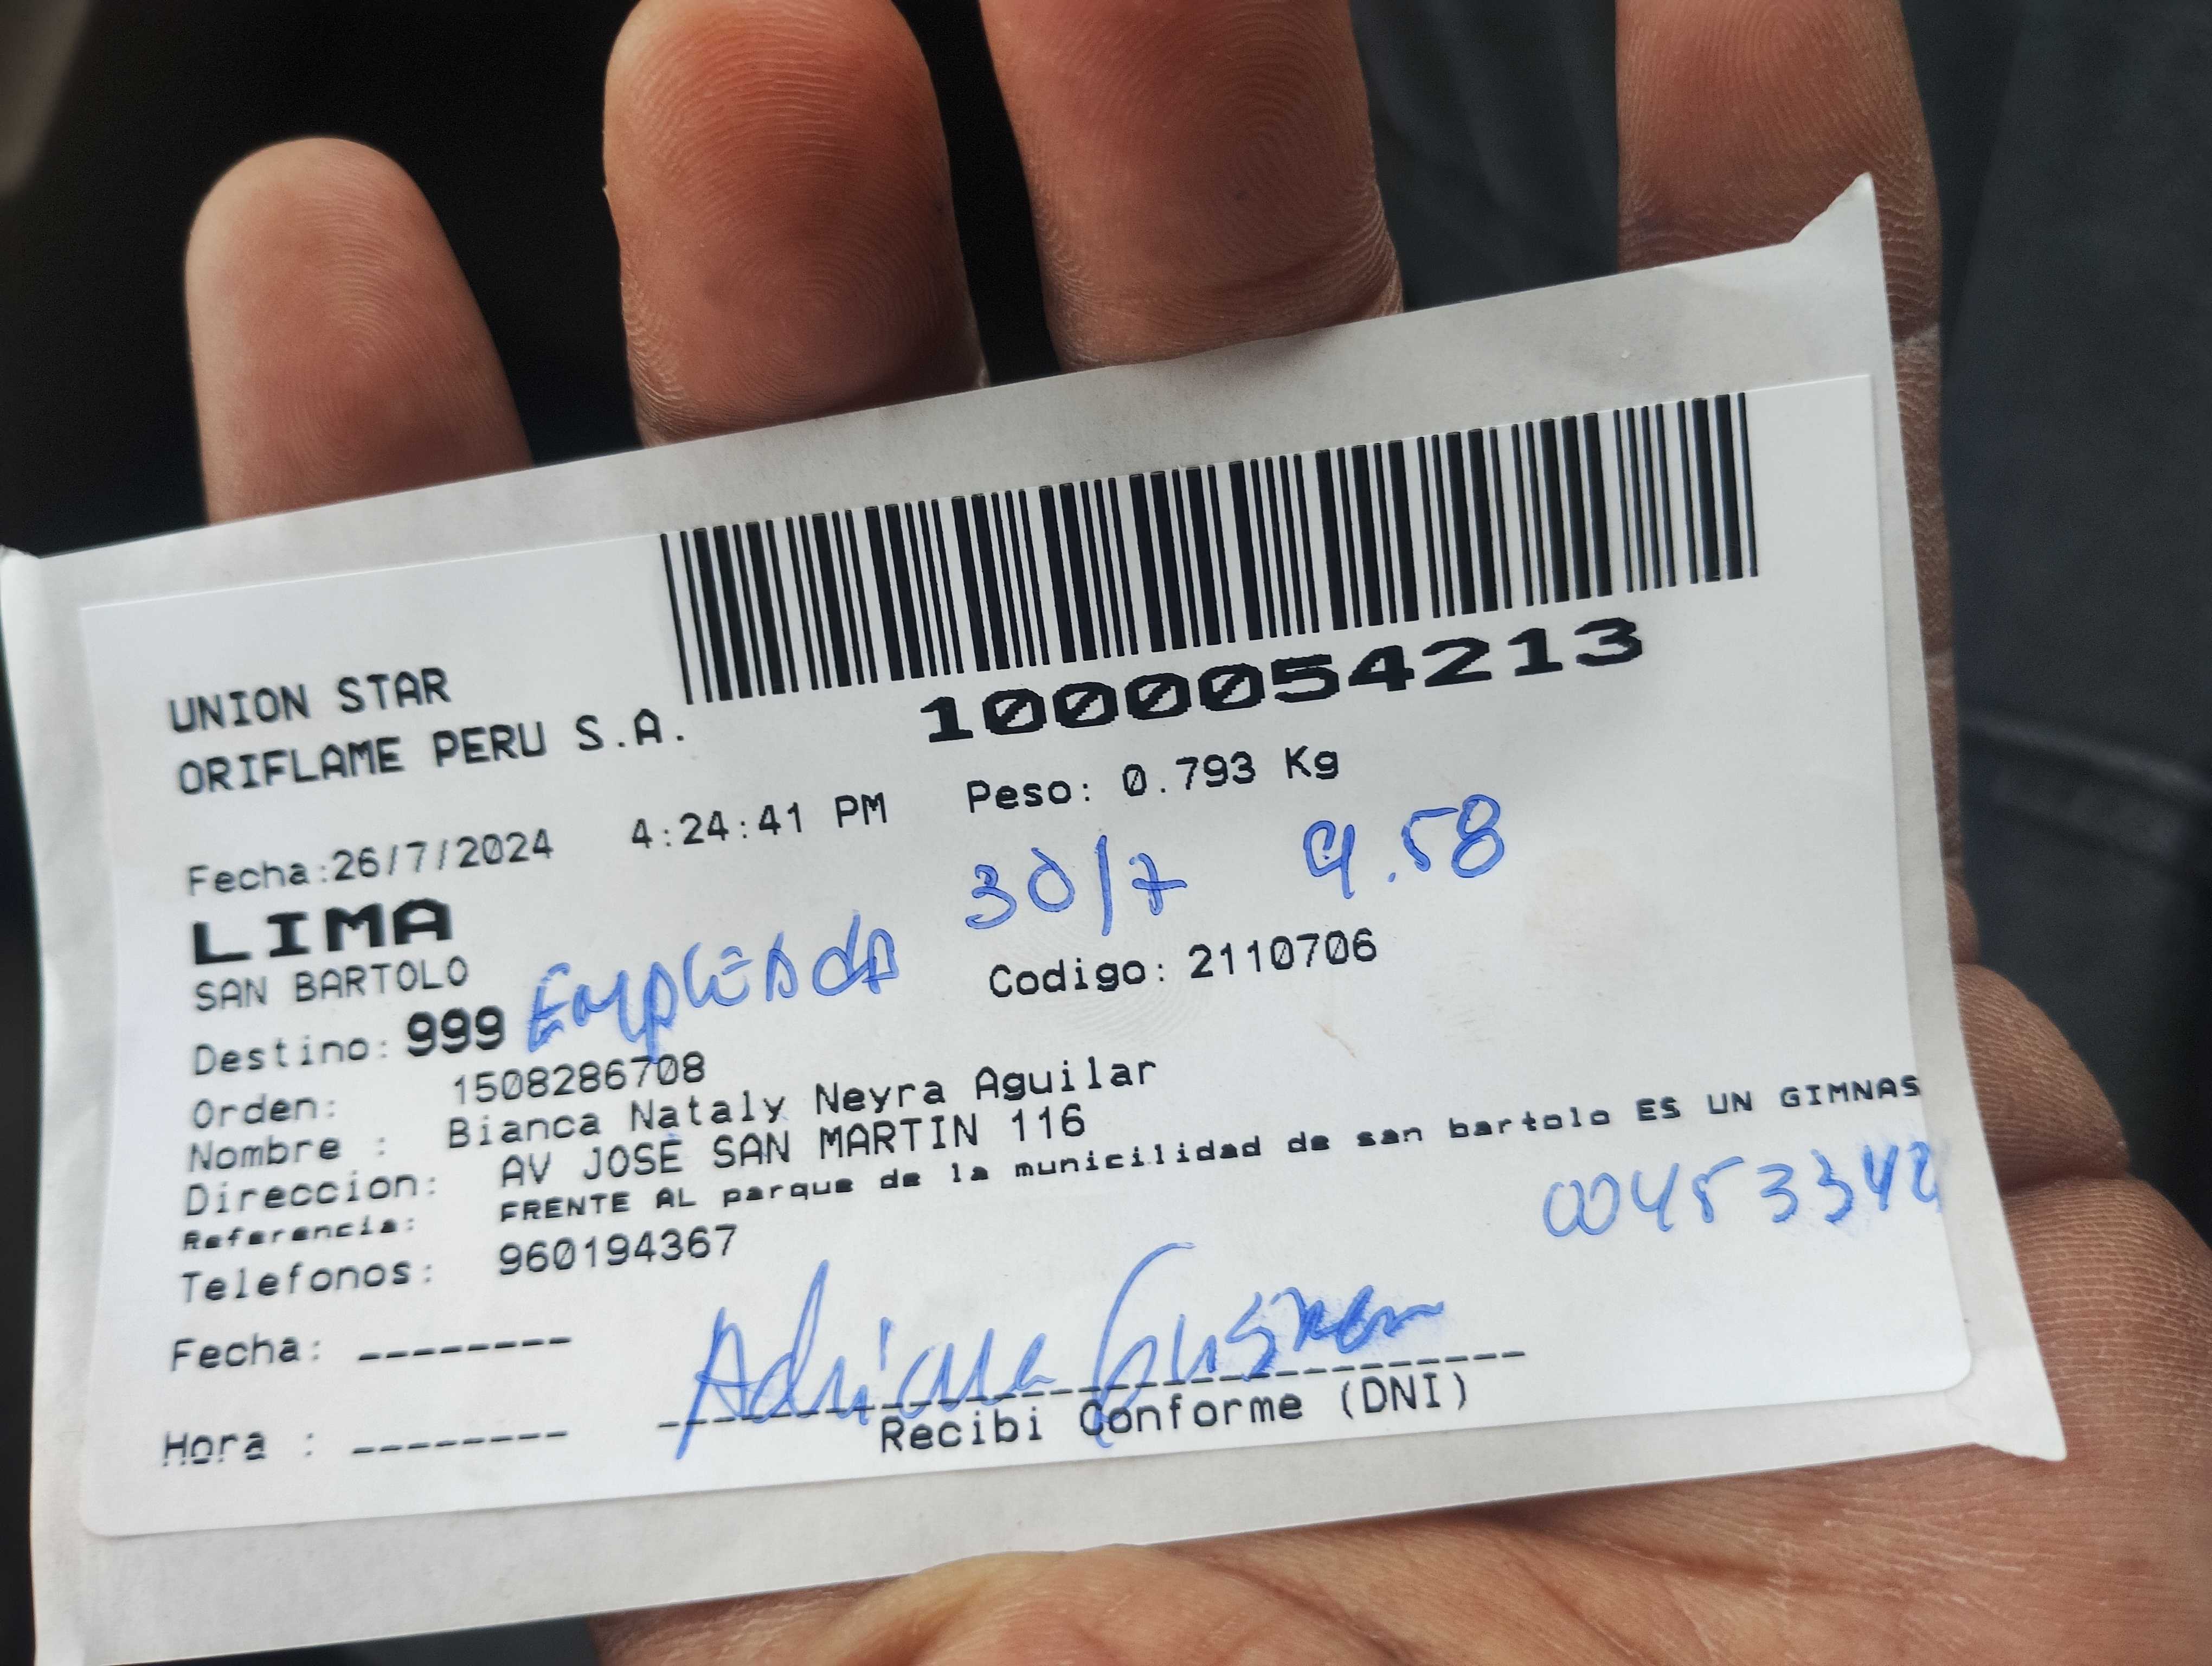 UNION STAR
ORIFLAME PERU S.A.
1000054213
Fecha:26/7/2024 4:24:41 PM Peso: 0.793 Kg
30/7 9.58
LIMA
SAN BARTOLO
Empleada
Codigo: 2110706
Destino: 999
Orden: 1508286708
Nombre : Bianca Nataly Neyra Aguilar
Direccion: AV JOSE SAN MARTIN 116
Referencia: FRENTE AL parque de la municilidad de san bartolo ES UN GIMNAS
Telefonos: 960194367
Fecha: --------
Hora : --------
Adriana
Recibi Conforme (DNI)